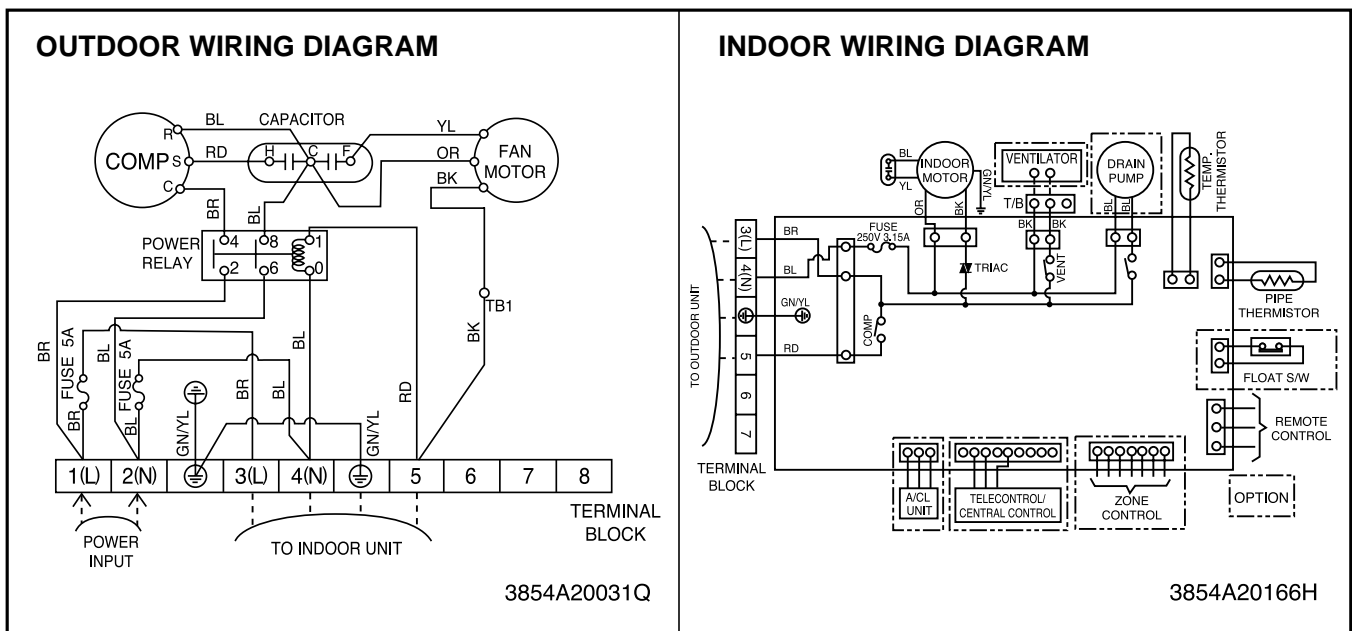 OUTDOOR WIRING DIAGRAM
BL
CAPACITOR
YL
R
COMP
S
RD
H
C
F
OR
FAN
MOTOR
C
BK
BR
BL
POWER
RELAY
4
8
1
2
6
0
TB1
BR
FUSE 5A
BL
FUSE 5A
BL
BK
BR
BL
GN/YL
BR
BL
GN/YL
RD
1(L)
2(N)
3(L)
4(N)
5
6
7
8
TERMINAL
BLOCK
POWER
INPUT
TO INDOOR UNIT
3854A20031Q
INDOOR WIRING DIAGRAM
BL
YL
INDOOR
MOTOR
GN/YL
VENTILATOR
DRAIN
PUMP
TEMP.
THERMISTOR
OR
BK
T/B
BL
BL
3(L)
BR
FUSE
250V 3.15A
BK
BK
4(N)
BL
TRIAC
VENT
GN/YL
PIPE
THERMISTOR
TO OUTDOOR UNIT
5
RD
COMP
FLOAT S/W
6
7
REMOTE
CONTROL
TERMINAL
BLOCK
A/CL
UNIT
TELECONTROL/
CENTRAL CONTROL
ZONE
CONTROL
OPTION
3854A20166H